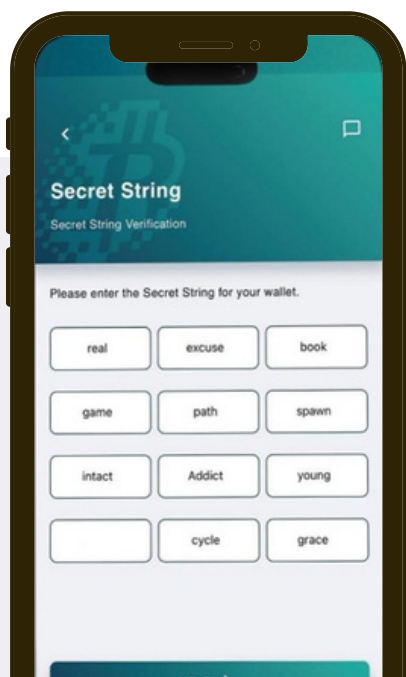 Secret String
Secret String Verification
Please enter the Secret String for your wallet.
real excuse book
game path spawn
intact Addict young
cycle grace